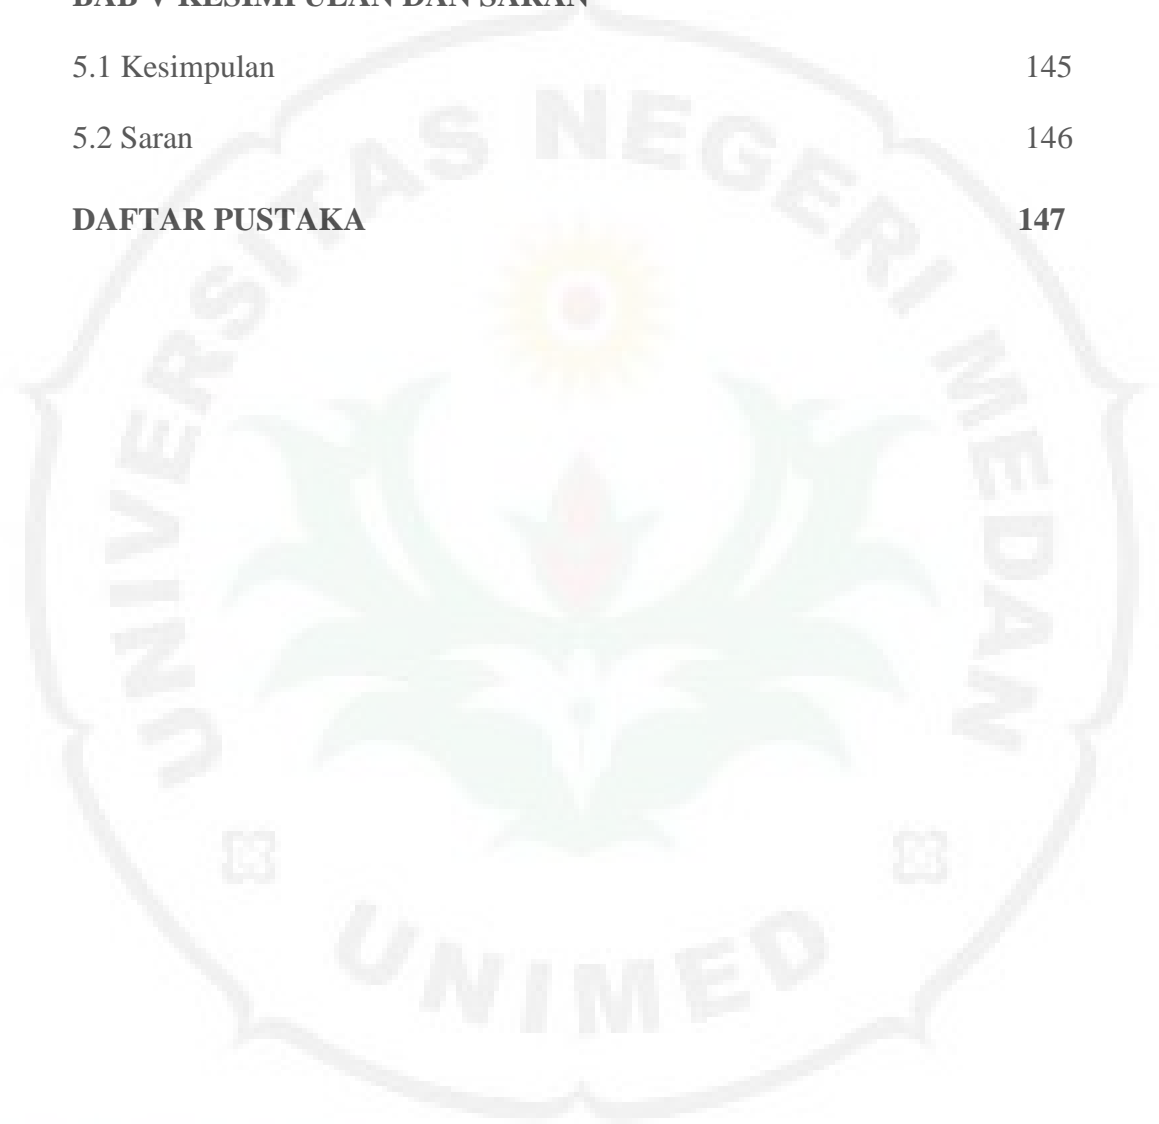 BAB V KESIMPULAN DAN SARAN
5.1 Kesimpulan 145
5.2 Saran 146
DAFTAR PUSTAKA 147
UNIVERSITAS NEGERI MEDAN
UNIMED